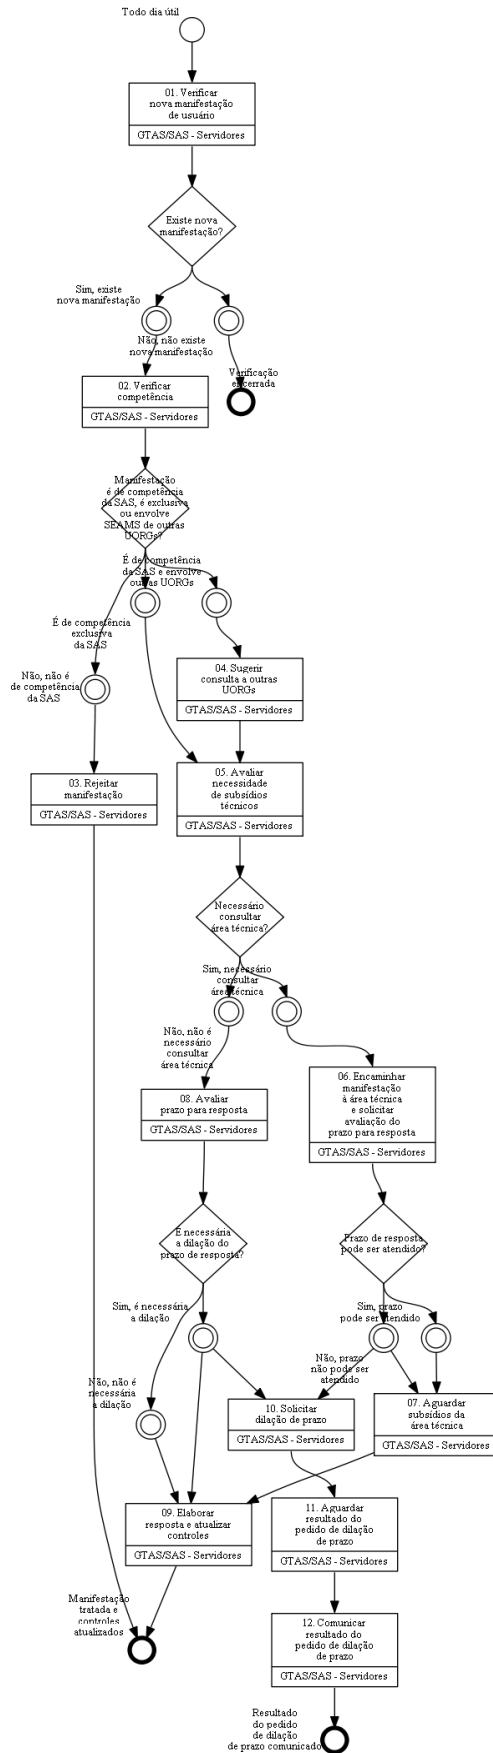 Todo dia útil
01. Verificar
nova manifestação
de usuário
GTAS/SAS - Servidores
Existe nova
manifestação?
Sim, existe
nova manifestação
Não, não existe
nova manifestação
Verificação
encerrada
02. Verificar
competência
GTAS/SAS - Servidores
Manifestação
é de competência
da SAS, é exclusiva
ou envolve
SEAMS de outras
UORGs?
É de competência
da SAS e envolve
outras UORGs
É de competência
exclusiva
da SAS
Não, não é
de competência
da SAS
04. Sugerir
consulta a outras
UORGs
GTAS/SAS - Servidores
03. Rejeitar
manifestação
GTAS/SAS - Servidores
05. Avaliar
necessidade
de subsídios
técnicos
GTAS/SAS - Servidores
Necessário
consultar
área técnica?
Sim, necessário
consultar
área técnica
Não, não é
necessário
consultar
área técnica
06. Encaminhar
manifestação
à área técnica
e solicitar
avaliação do
prazo para resposta
GTAS/SAS - Servidores
08. Avaliar
prazo para resposta
GTAS/SAS - Servidores
É necessária
a dilação do
prazo de resposta?
Prazo de resposta
pode ser atendido?
Sim, é necessária
a dilação
Sim, prazo
pode ser atendido
Não, prazo
não pode ser
atendido
Não, não é
necessária
a dilação
10. Solicitar
dilação de prazo
GTAS/SAS - Servidores
07. Aguardar
subsídios da
área técnica
GTAS/SAS - Servidores
09. Elaborar
resposta e atualizar
controles
GTAS/SAS - Servidores
11. Aguardar
resultado do
pedido de dilação
de prazo
GTAS/SAS - Servidores
Manifestação
tratada e
controles
atualizados
12. Comunicar
resultado do
pedido de dilação
de prazo
GTAS/SAS - Servidores
Resultado
do pedido
de dilação
de prazo comunicado